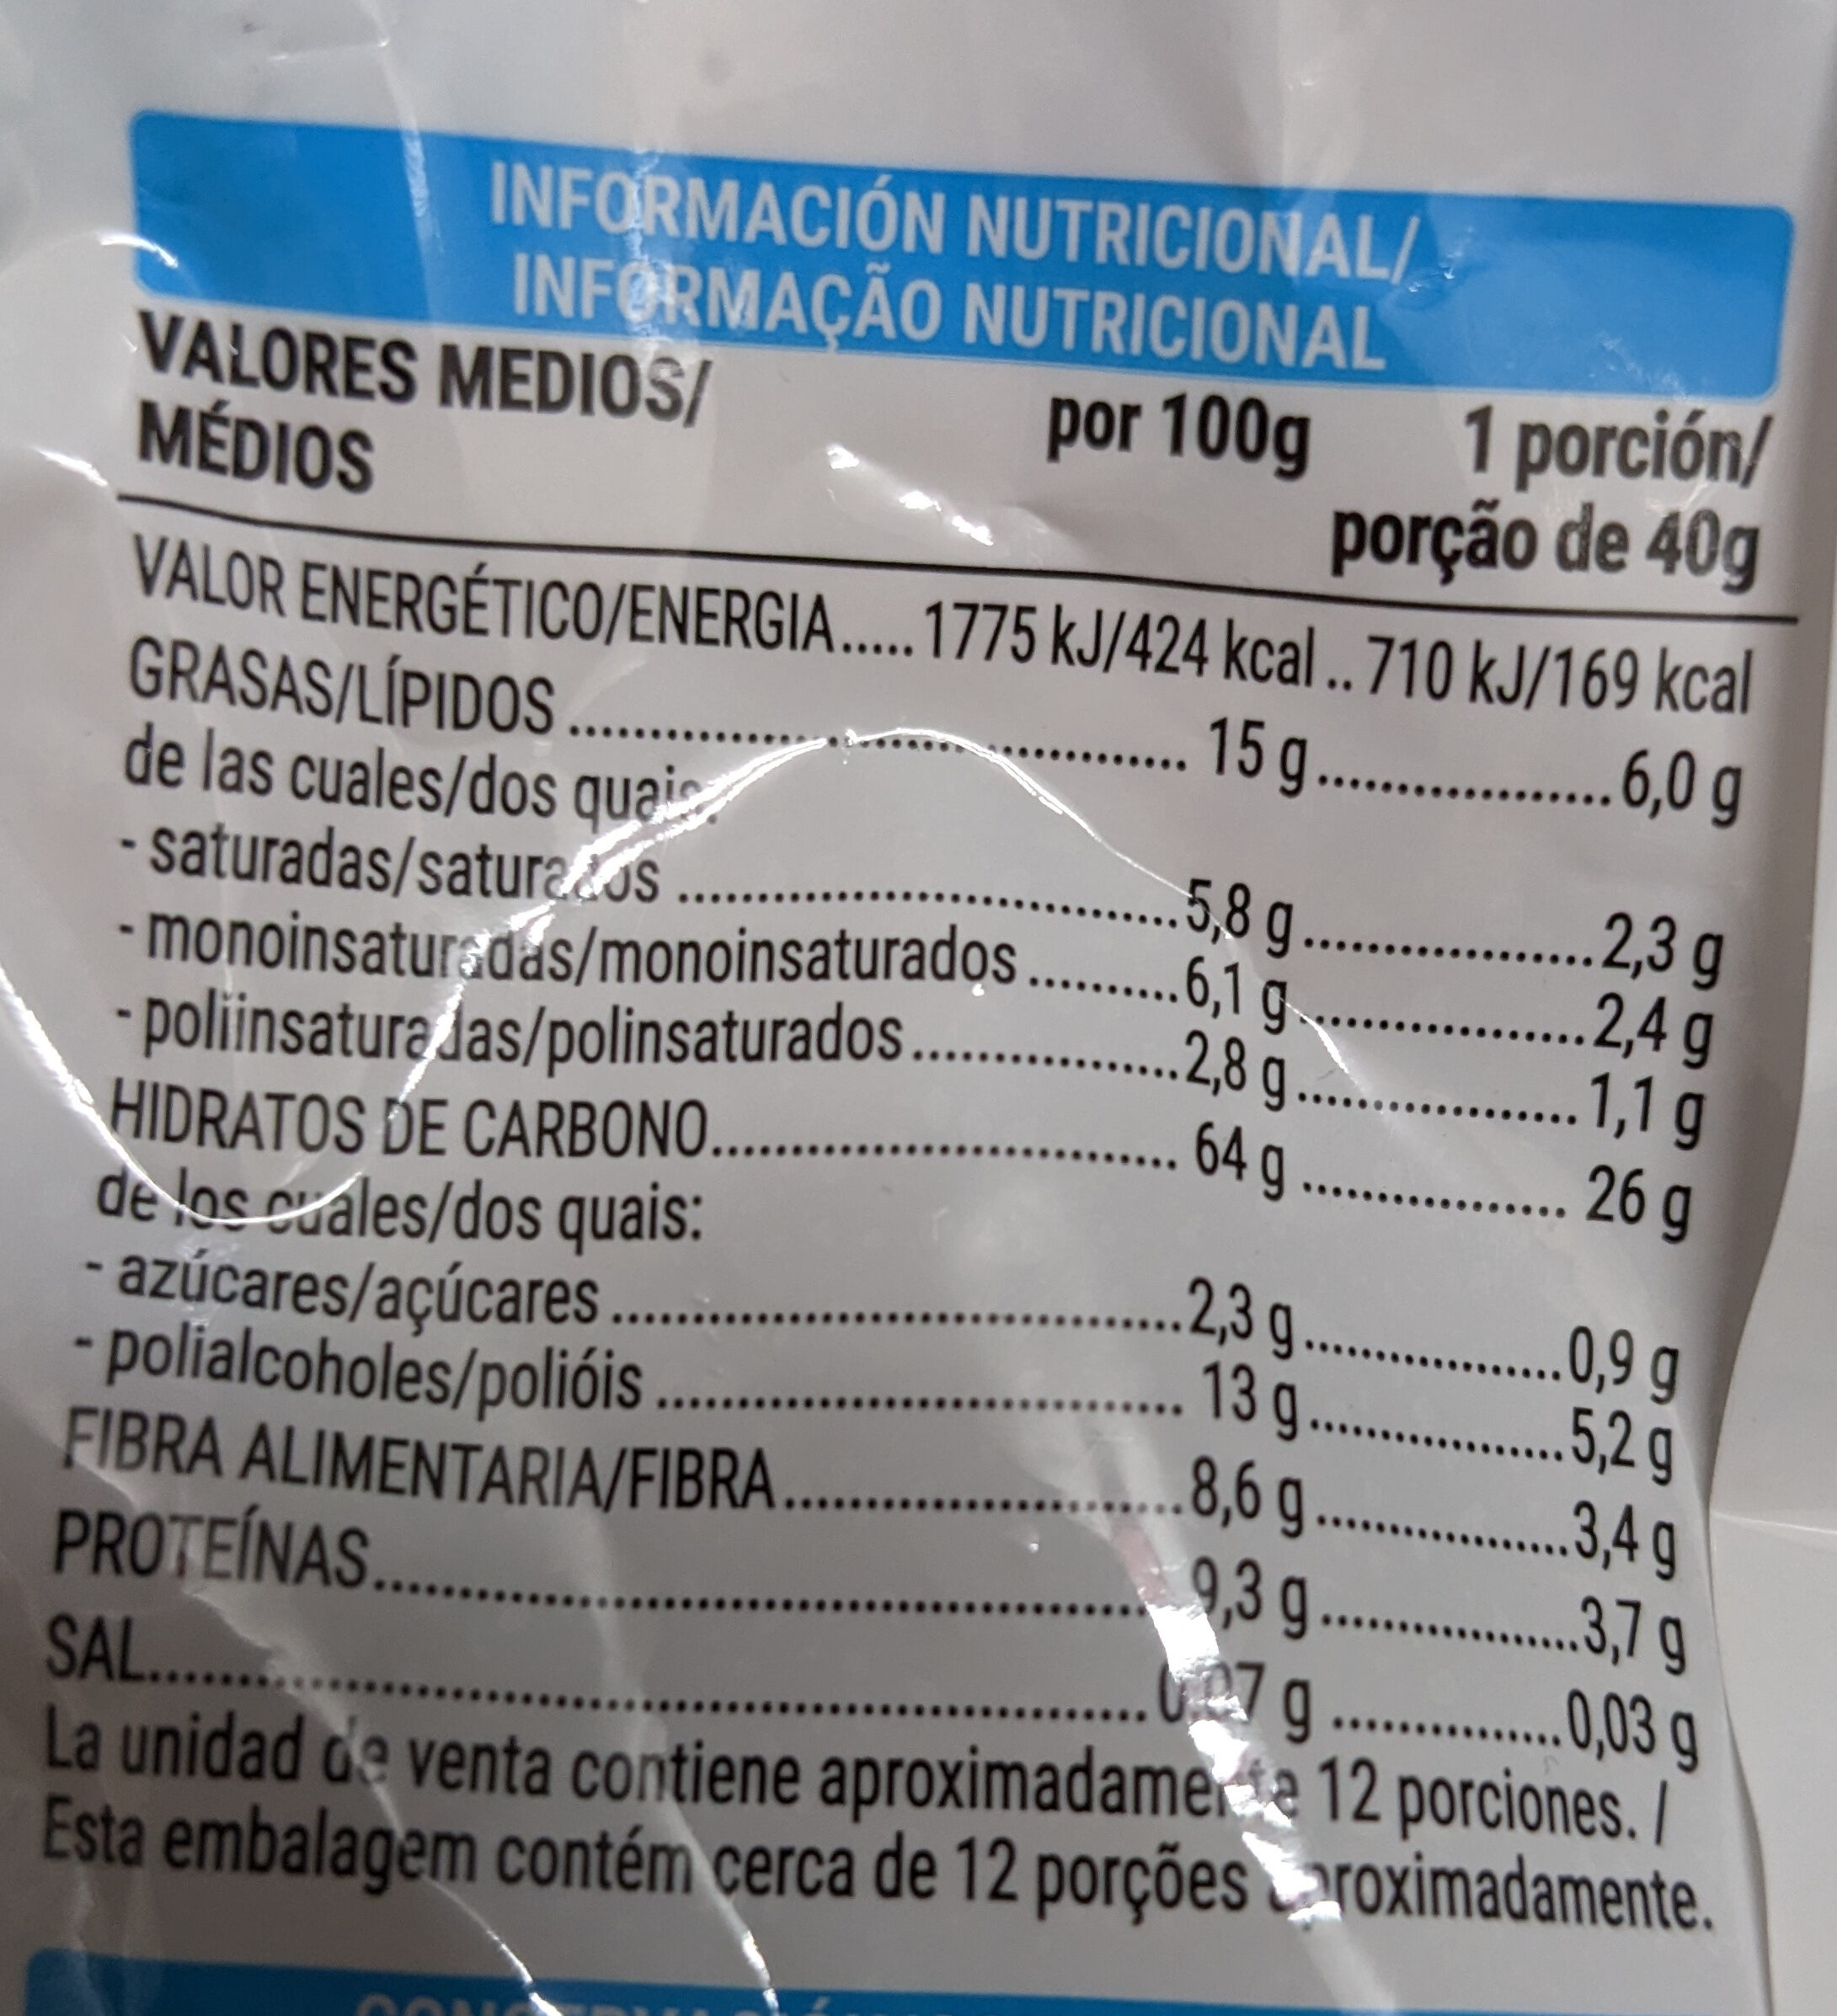 INFORMACIÓN NUTRICIONAL/
INFORMAÇÃO NUTRICIONAL
VALORES MEDIOS/ por 100g 1 porción/
MÉDIOS porção de 40g
VALOR ENERGÉTICO/ENERGIA..... 1775 kJ/424 kcal .. 710 kJ/169 kcal
GRASAS/LÍPIDOS ........................................ 15 g.................. 6,0 g
de las cuales/dos quais:
- saturadas/saturados ................................ 5,8 g.................. 2,3 g
- monoinsaturadas/monoinsaturados .......... 6,1 g.................. 2,4 g
- poliinsaturadas/polinsaturados ................. 2,8 g.................. 1,1 g
HIDRATOS DE CARBONO............................... 64 g ................. 26 g
de los cuales/dos quais:
- azúcares/açúcares ..................................... 2,3 g.................. 0,9 g
- polialcoholes/polióis ................................. 13 g.................. 5,2 g
FIBRA ALIMENTARIA/FIBRA........................... 8,6 g.................. 3,4 g
PROTEÍNAS.................................................. 9,3 g.................. 3,7 g
SAL............................................................... g ................ 0,03 g
La unidad de venta contiene aproximadamente 12 porciones. /
Esta embalagem contém cerca de 12 porções aproximadamente.